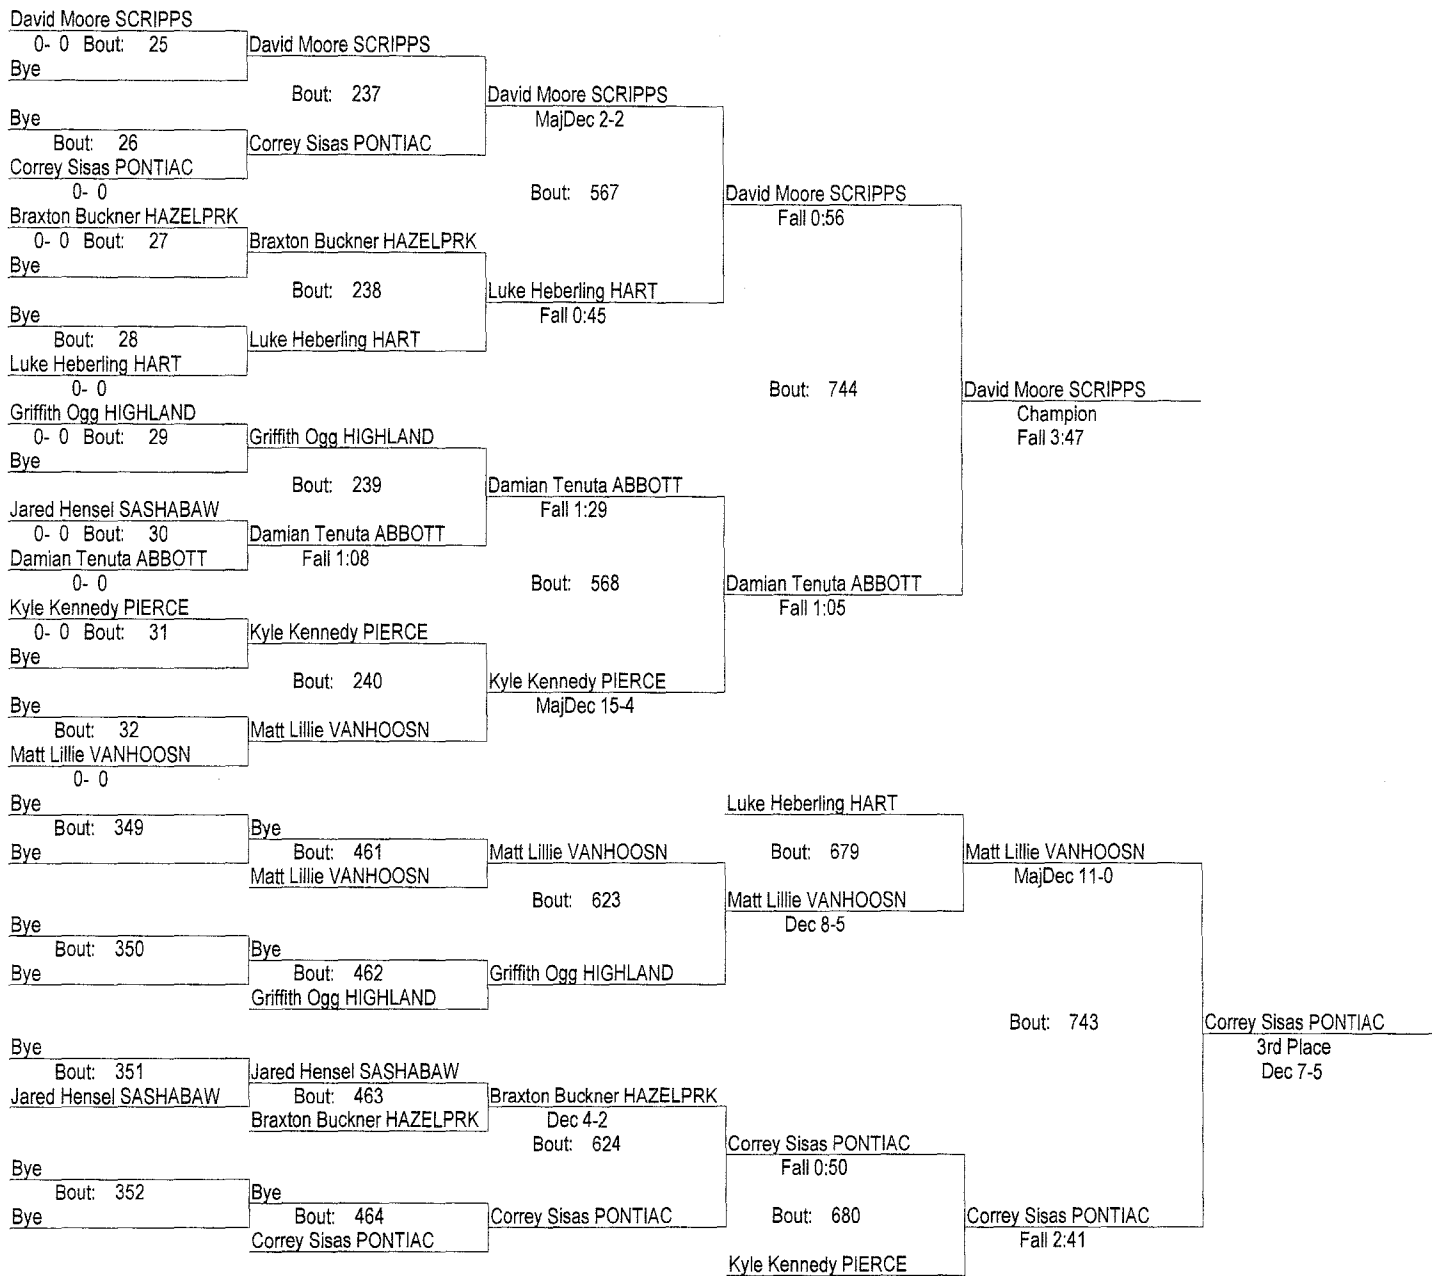 David Moore SCRIPPS
0- 0 Bout: 25
Bye
David Moore SCRIPPS
Bout: 237
Bye
Bout: 26
Correy Sisas PONTIAC
0- 0
Correy Sisas PONTIAC
David Moore SCRIPPS
MajDec 2-2
Bout: 567
Braxton Buckner HAZELPRK
0- 0 Bout: 27
Bye
Braxton Buckner HAZELPRK
Bout: 238
Bye
Bout: 28
Luke Heberling HART
0- 0
Luke Heberling HART
Luke Heberling HART
Fall 0:45
David Moore SCRIPPS
Fall 0:56
Bout: 744
Griffith Ogg HIGHLAND
0- 0 Bout: 29
Bye
Griffith Ogg HIGHLAND
Bout: 239
Jared Hensel SASHABAW
0- 0 Bout: 30
Damian Tenuta ABBOTT
0- 0
Damian Tenuta ABBOTT
Fall 1:08
Damian Tenuta ABBOTT
Fall 1:29
Bout: 568
Kyle Kennedy PIERCE
0- 0 Bout: 31
Bye
Kyle Kennedy PIERCE
Bout: 240
Bye
Bout: 32
Matt Lillie VANHOOSN
0- 0
Matt Lillie VANHOOSN
Kyle Kennedy PIERCE
MajDec 15-4
Damian Tenuta ABBOTT
Fall 1:05
David Moore SCRIPPS
Champion
Fall 3:47
Bye
Bout: 349
Bye
Bye
Bout: 461
Matt Lillie VANHOOSN
Matt Lillie VANHOOSN
Bout: 623
Bye
Bout: 350
Bye
Bye
Bout: 462
Griffith Ogg HIGHLAND
Griffith Ogg HIGHLAND
Luke Heberling HART
Bout: 679
Matt Lillie VANHOOSN
Dec 8-5
Matt Lillie VANHOOSN
MajDec 11-0
Bout: 743
Bye
Bout: 351
Jared Hensel SASHABAW
Jared Hensel SASHABAW
Bout: 463
Braxton Buckner HAZELPRK
Braxton Buckner HAZELPRK
Dec 4-2
Bout: 624
Bye
Bout: 352
Bye
Bye
Bout: 464
Correy Sisas PONTIAC
Correy Sisas PONTIAC
Correy Sisas PONTIAC
Fall 0:50
Bout: 680
Kyle Kennedy PIERCE
Correy Sisas PONTIAC
Fall 2:41
Correy Sisas PONTIAC
3rd Place
Dec 7-5